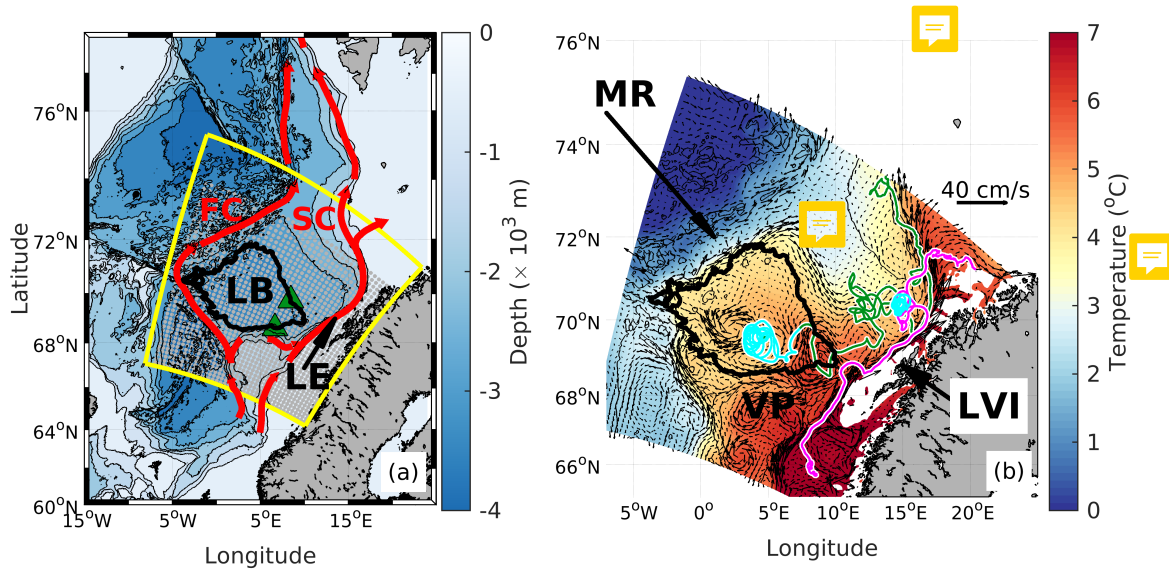 76°N
72°N
68°N
64°N
60°N
15°W
5°W
5°E
15°E
Latitude
Longitude
FC
SC
LB
LE
(a)
0
-1
-2
-3
-4
Depth (× 10³ m)
76°N
74°N
72°N
70°N
68°N
66°N
5°W
0°
5°E
10°E
15°E
20°E
Longitude
MR
VP
LVI
40 cm/s
(b)
7
6
5
4
3
2
1
0
Temperature (°C)